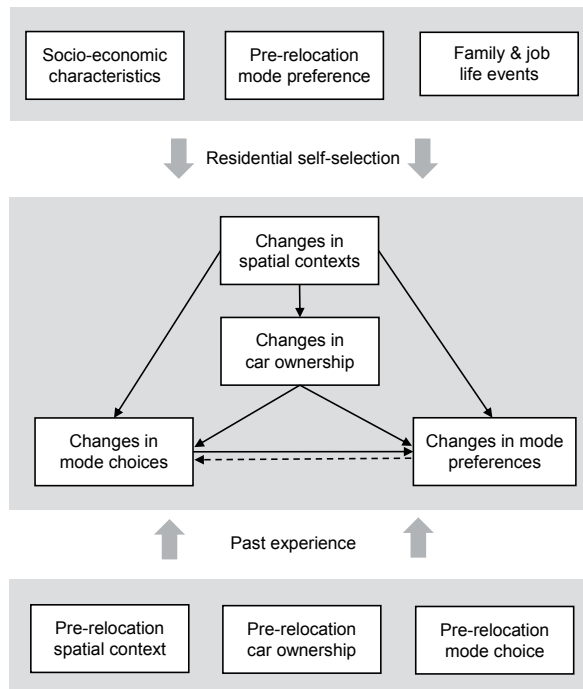 Socio-economic
characteristics
Pre-relocation
mode preference
Family & job
life events
Residential self-selection
Changes in
spatial contexts
Changes in
car ownership
Changes in
mode choices
Changes in mode
preferences
Past experience
Pre-relocation
spatial context
Pre-relocation
car ownership
Pre-relocation
mode choice